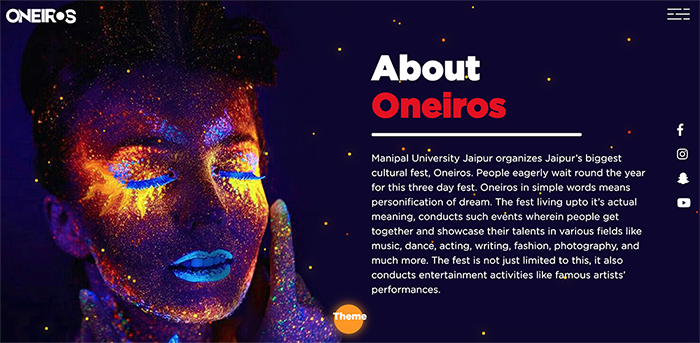 ONEIROS
About
Oneiros
Manipal University Jaipur organizes Jaipur's biggest
cultural fest, Oneiros. People eagerly wait round the year
for this three day fest. Oneiros in simple words means
personification of dream. The fest living upto it's actual
meaning, conducts such events wherein people get
together and showcase their talents in various fields like
music, dance, acting, writing, fashion, photography, and
much more. The fest is not just limited to this, it also
conducts entertainment activities like famous artists'
performances.
Theme